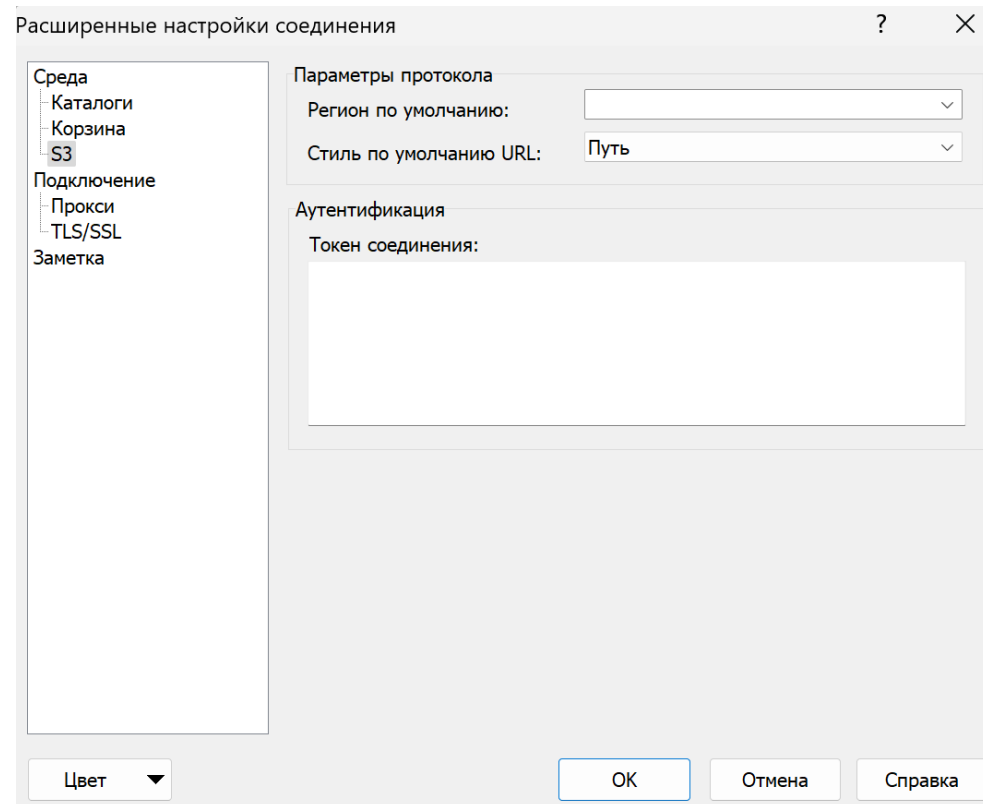 Расширенные настройки соединения ?
Среда
Каталоги
Корзина
S3
Подключение
Прокси
TLS/SSL
Заметка
Параметры протокола
Регион по умолчанию:
Стиль по умолчанию URL: Путь
Аутентификация
Токен соединения:
Цвет OK Отмена Справка